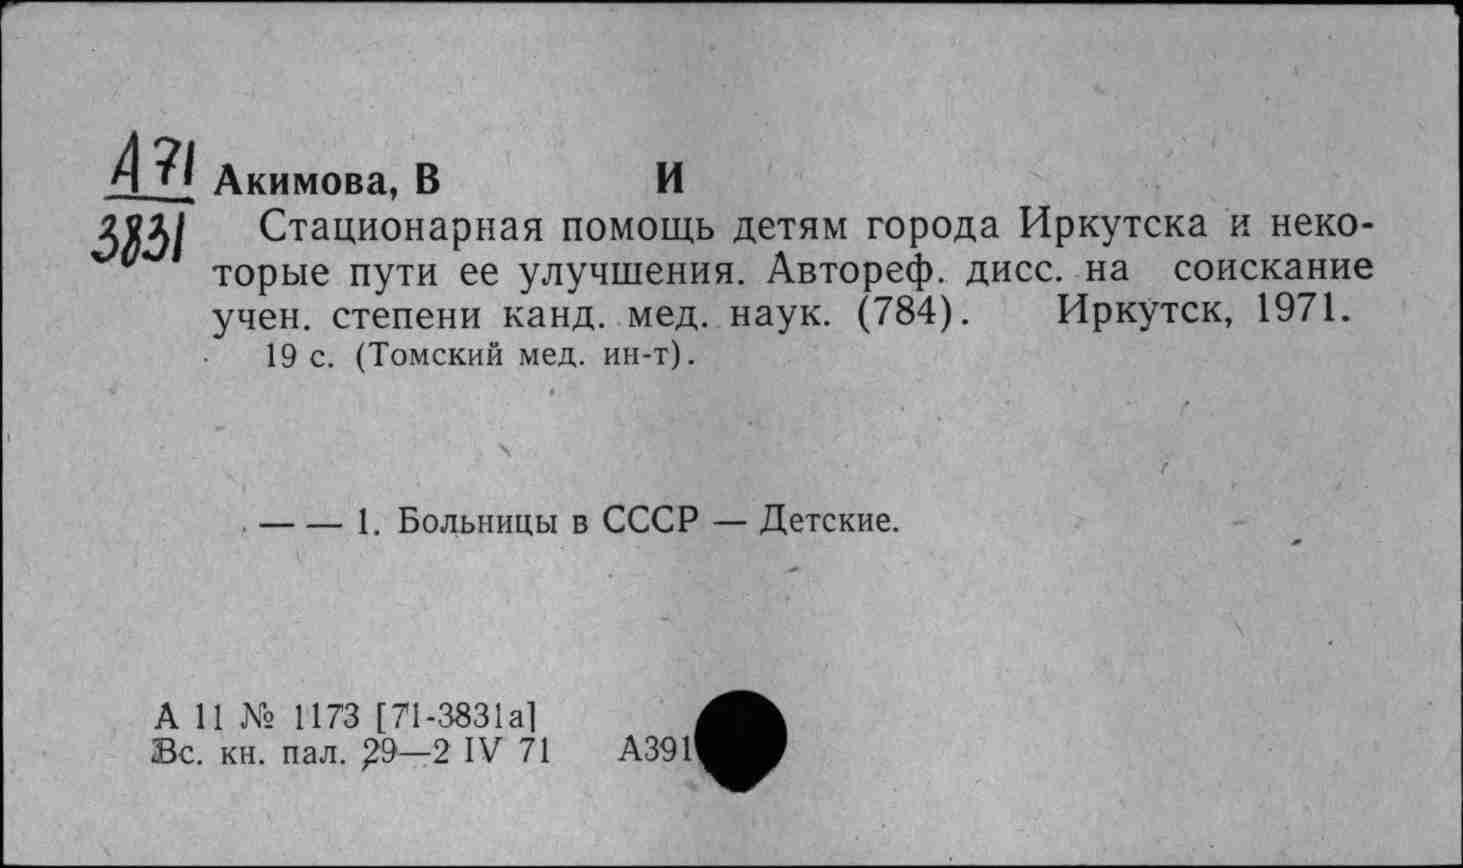 А71
3831
Акимова, В И
Стационарная помощь детям города Иркутска и неко-
торые пути ее улучшения. Автореф. дисс. на соискание
учен. степени канд. мед. наук. (784). Иркутск, 1971.
19 с. (Томский мед. ин-т).
— — 1. Больницы в СССР — Детские.
А 11 № 1173 [71-3831а]
Вс. кн. пал. 29—2 IV 71 А391